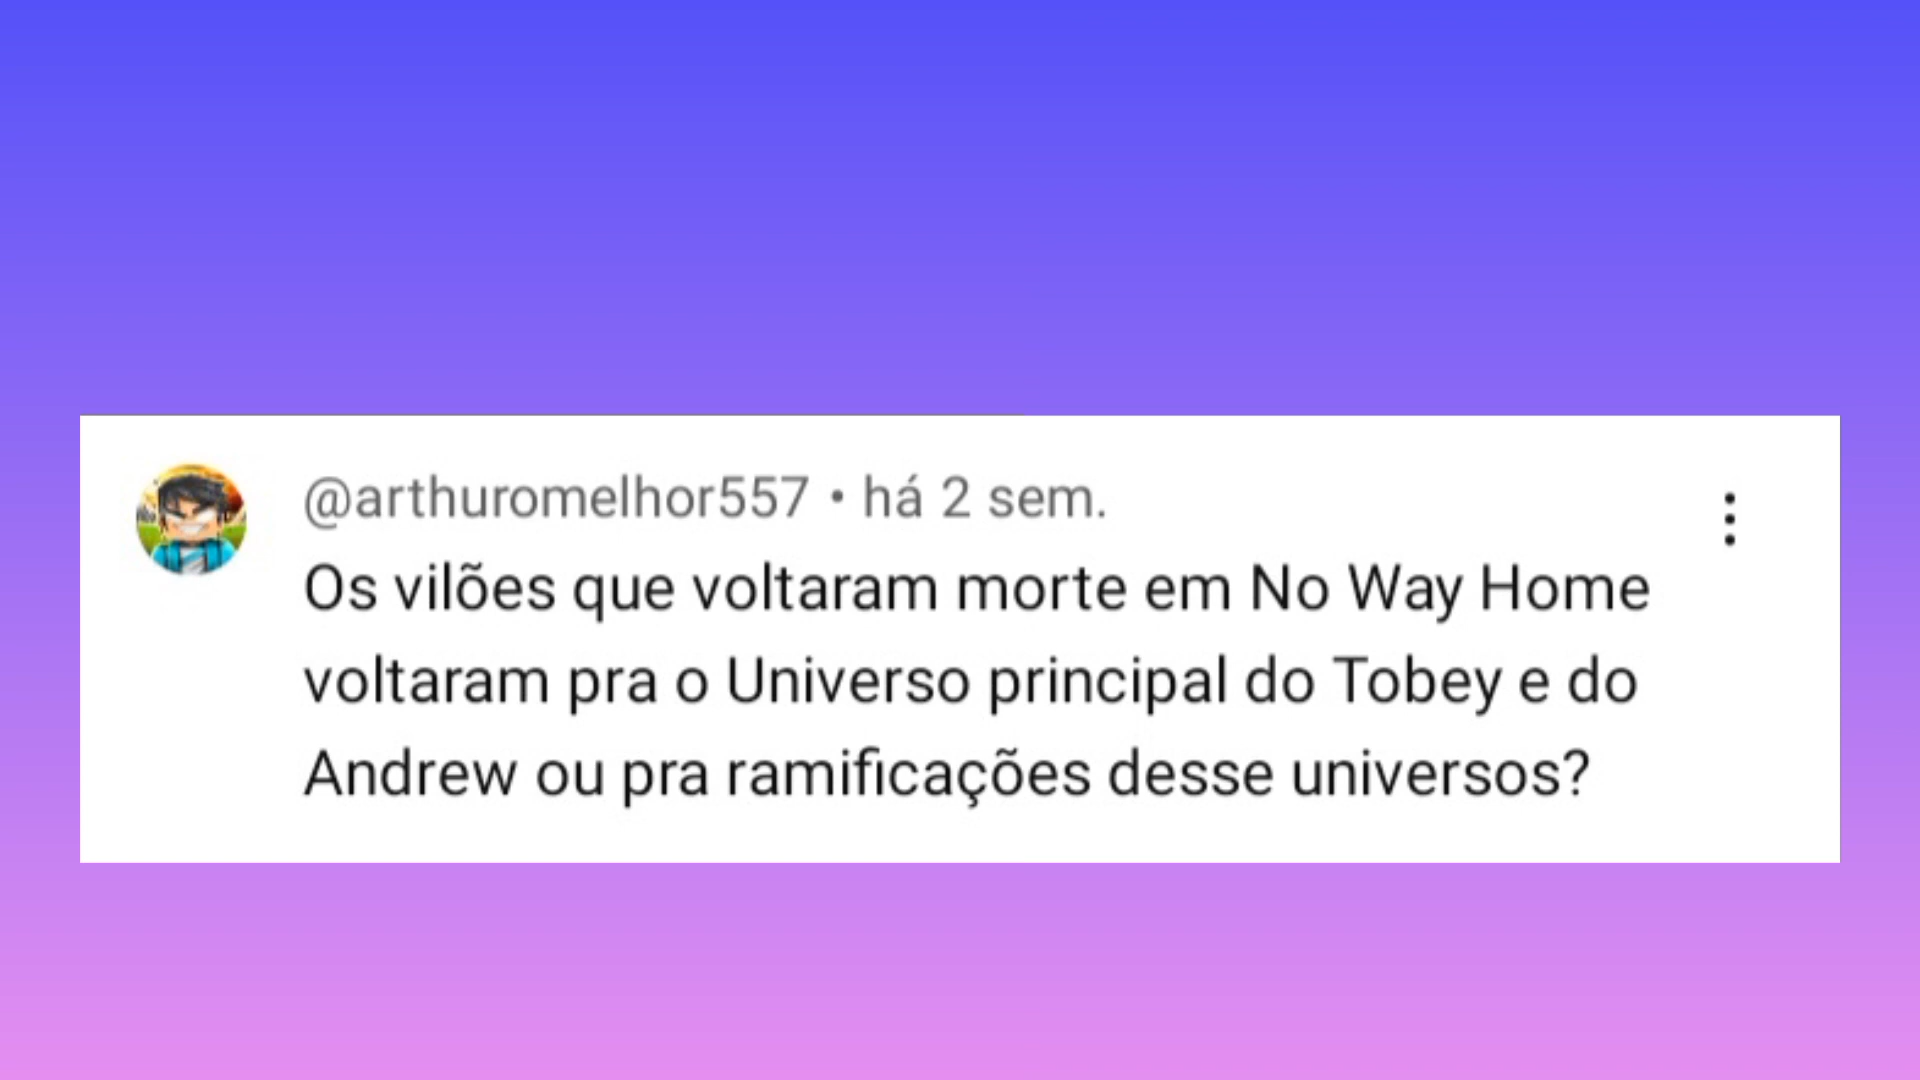 @arthuromelhor557 • há 2 sem.
Os vilões que voltaram morte em No Way Home
voltaram pra o Universo principal do Tobey e do
Andrew ou pra ramificações desse universos?